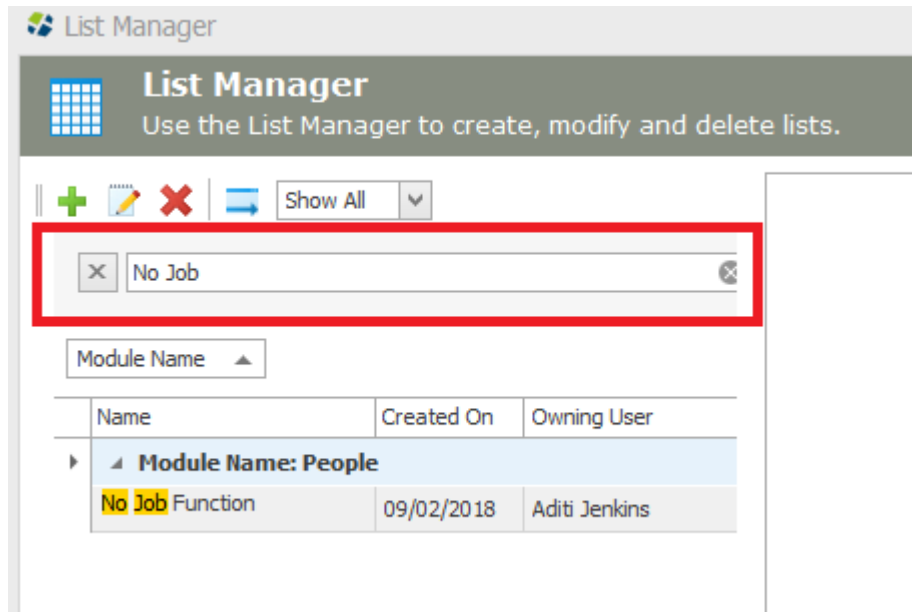 List Manager
List Manager
Use the List Manager to create, modify and delete lists.
Show All
No Job
Module Name
Name Created On Owning User
Module Name: People
No Job Function 09/02/2018 Aditi Jenkins